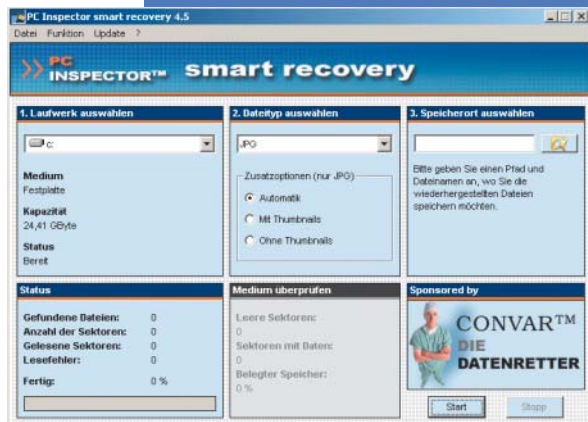 PC Inspector smart recovery 4.5
Datei Funktion Update ?
PC
INSPECTOR™ smart recovery
1. Laufwerk auswählen
c:
Medium
Festplatte
Kapazität
24,41 GByte
Status
Bereit
2. Dateityp auswählen
JPG
Zusatzoptionen (nur JPG)
Automatik
Mit Thumbnails
Ohne Thumbnails
3. Speicherort auswählen
Bitte geben Sie einen Pfad und
Dateinamen an, wo Sie die
wiederhergestellten Dateien
speichern möchten.
Status
Gefundene Dateien: 0
Anzahl der Sektoren: 0
Gelesene Sektoren: 0
Lesefehler: 0
Fertig: 0 %
Medium überprüfen
Leere Sektoren:
0
Sektoren mit Daten:
0
Belegter Speicher:
0 %
Sponsored by
CONVAR™
DIE
DATENRETTER
Start Stopp